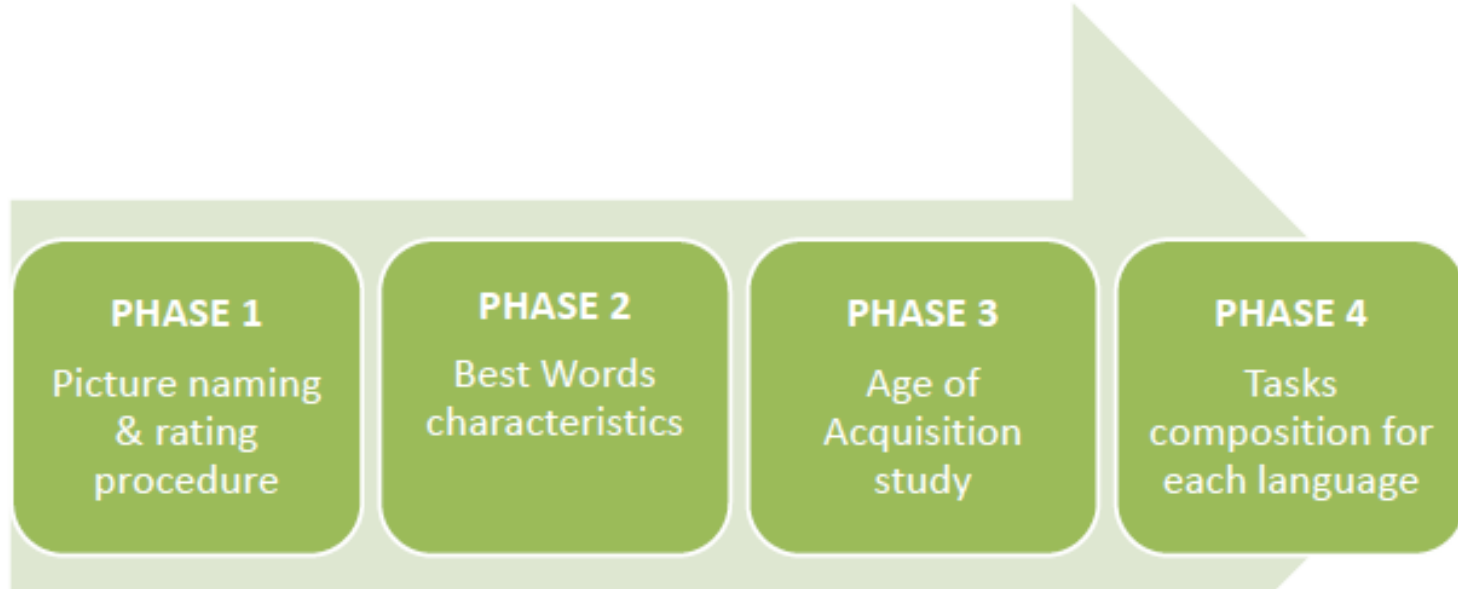 PHASE 1
Picture naming
& rating
procedure
PHASE 2
Best Words
characteristics
PHASE 3
Age of
Acquisition
study
PHASE 4
Tasks
composition for
each language